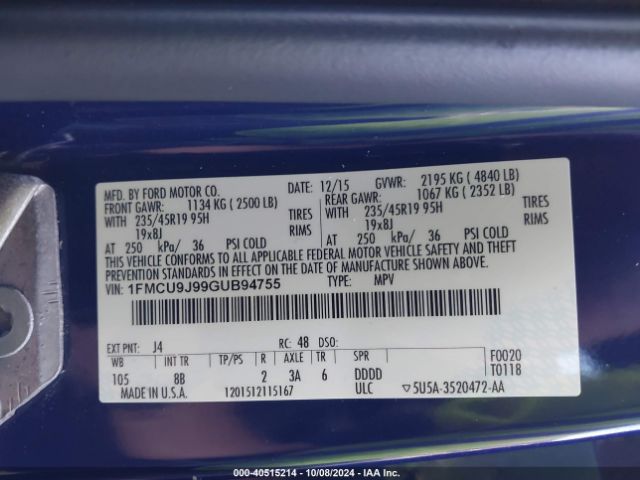 MFD. BY FORD MOTOR CO. DATE: 12/15 GVWR: 2195 KG ( 4840 LB)
FRONT GAWR: 1134 KG ( 2500 LB) REAR GAWR: 1067 KG ( 2352 LB)
WITH 235/45R19 95H TIRES WITH 235/45R19 95H TIRES
19x8J RIMS 19x8J RIMS
AT 250 kPa/ 36 PSI COLD AT 250 kPa/ 36 PSI COLD
THIS VEHICLE CONFORMS TO ALL APPLICABLE FEDERAL MOTOR VEHICLE SAFETY AND THEFT
PREVENTION STANDARDS IN EFFECT ON THE DATE OF MANUFACTURE SHOWN ABOVE.
VIN: 1FMCU9J99GUB94755 TYPE: MPV
EXT PNT: J4 RC: 48 DSO:
WB INT TR TP/PS R AXLE TR SPR F0020
105 8B 2 3A 6 DDDD T0118
MADE IN U.S.A. 1201512115167 ULC ▽5U5A-3520472-AA
000-40515214 - 10/08/2024 - Copyright IAA, Inc.